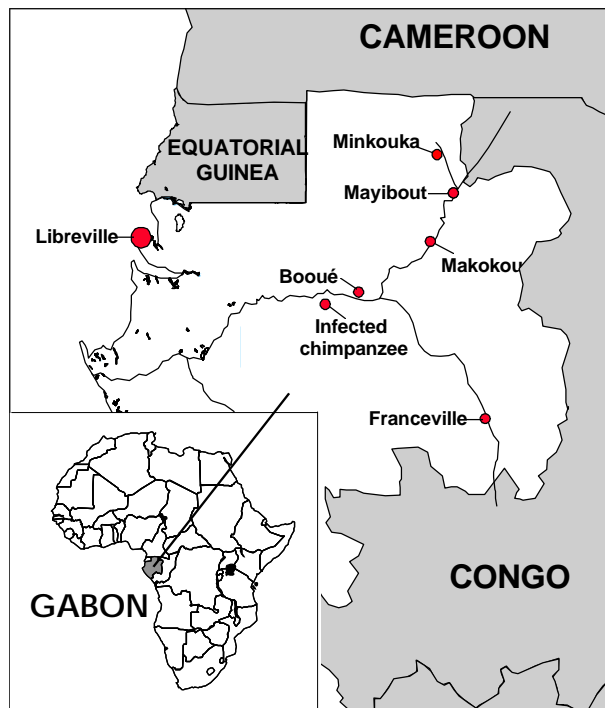 CAMEROON
EQUATORIAL
GUINEA
Minkouka
Mayibout
Libreville
Makokou
Booué
Infected
chimpanzee
Franceville
CONGO
GABON